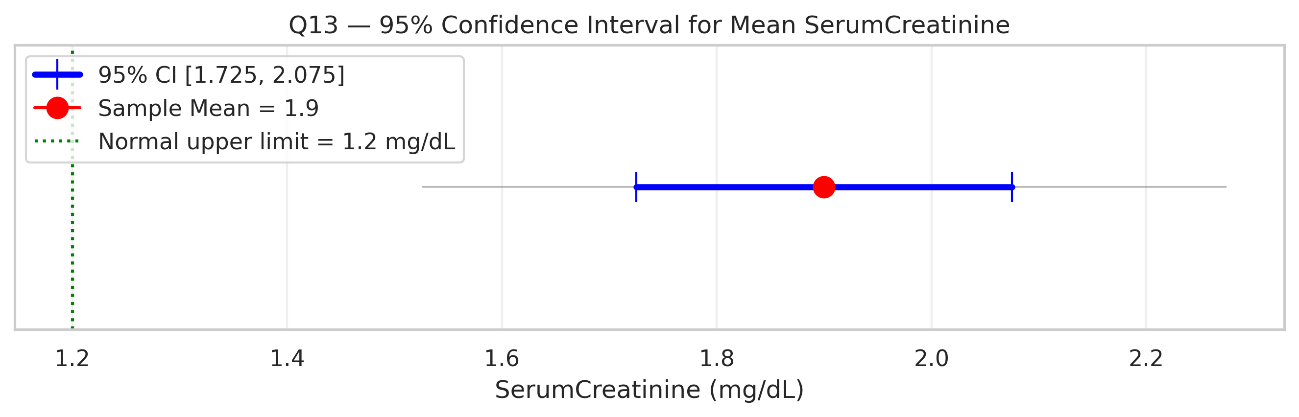 Q13 — 95% Confidence Interval for Mean SerumCreatinine
95% CI [1.725, 2.075]
Sample Mean = 1.9
Normal upper limit = 1.2 mg/dL
1.2 1.4 1.6 1.8 2.0 2.2
SerumCreatinine (mg/dL)